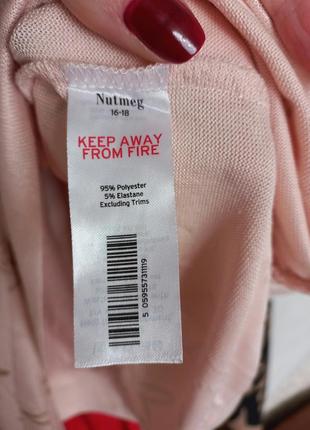 Nutmeg
16-18
KEEP AWAY
FROM FIRE
95% Polyester
5% Elastane
Excluding Trims
5 059557 311119